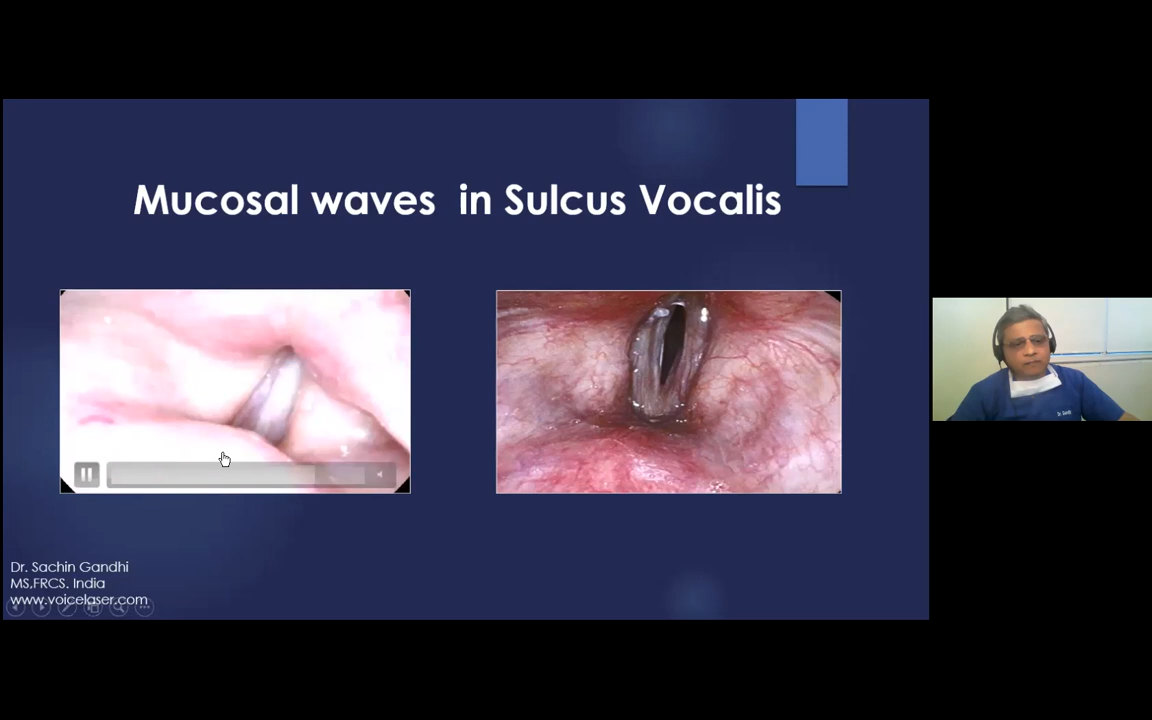 Mucosal waves  in Sulcus Vocalis
Dr. Sachin Gandhi
MS,FRCS. India
www.voicelaser.com